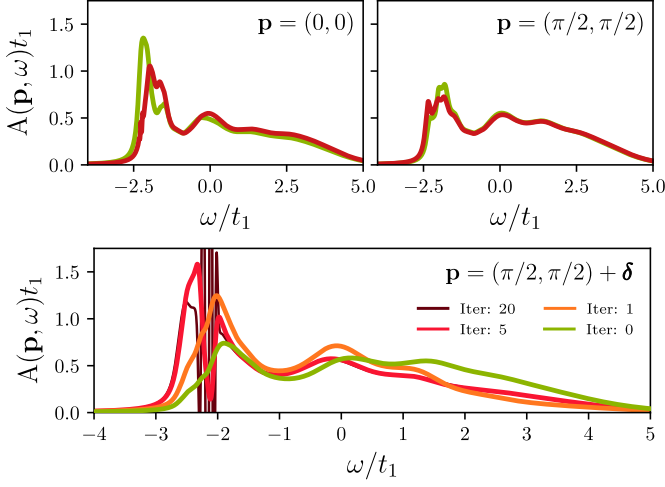 p = (0, 0)
A(p, ω)t₁
1.5
1.0
0.5
0.0
−2.5 0.0 2.5 5.0
ω/t₁
p = (π/2, π/2)
−2.5 0.0 2.5 5.0
ω/t₁
p = (π/2, π/2) + δ
Iter: 20 Iter: 1
Iter: 5 Iter: 0
A(p, ω)t₁
1.5
1.0
0.5
0.0
−4 −3 −2 −1 0 1 2 3 4 5
ω/t₁